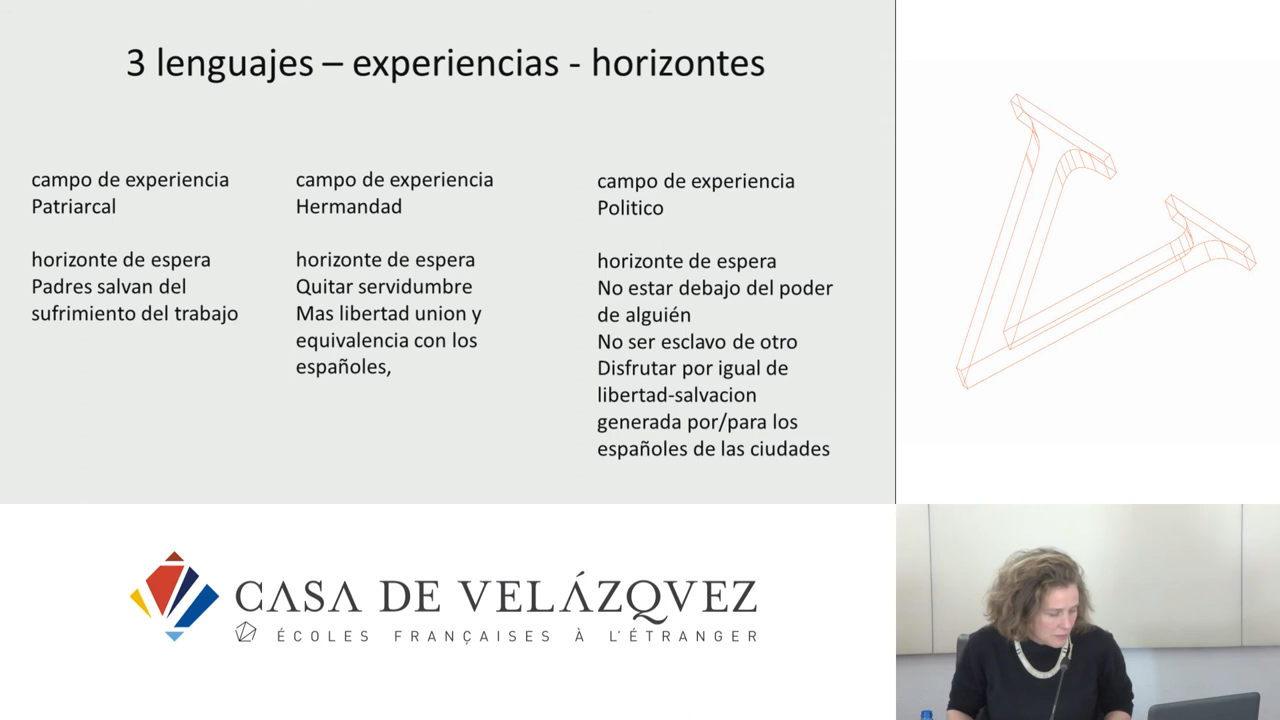 3 lenguajes – experiencias - horizontes
campo de experiencia
Patriarcal
horizonte de espera
Padres salvan del
sufrimiento del trabajo
campo de experiencia
Hermandad
horizonte de espera
Quitar servidumbre
Mas libertad union y
equivalencia con los
españoles,
campo de experiencia
Politico
horizonte de espera
No estar debajo del poder
de alguién
No ser esclavo de otro
Disfrutar por igual de
libertad-salvacion
generada por/para los
españoles de las ciudades
CASA DE VELÁZQVEZ
ÉCOLES FRANÇAISES À L'ÉTRANGER